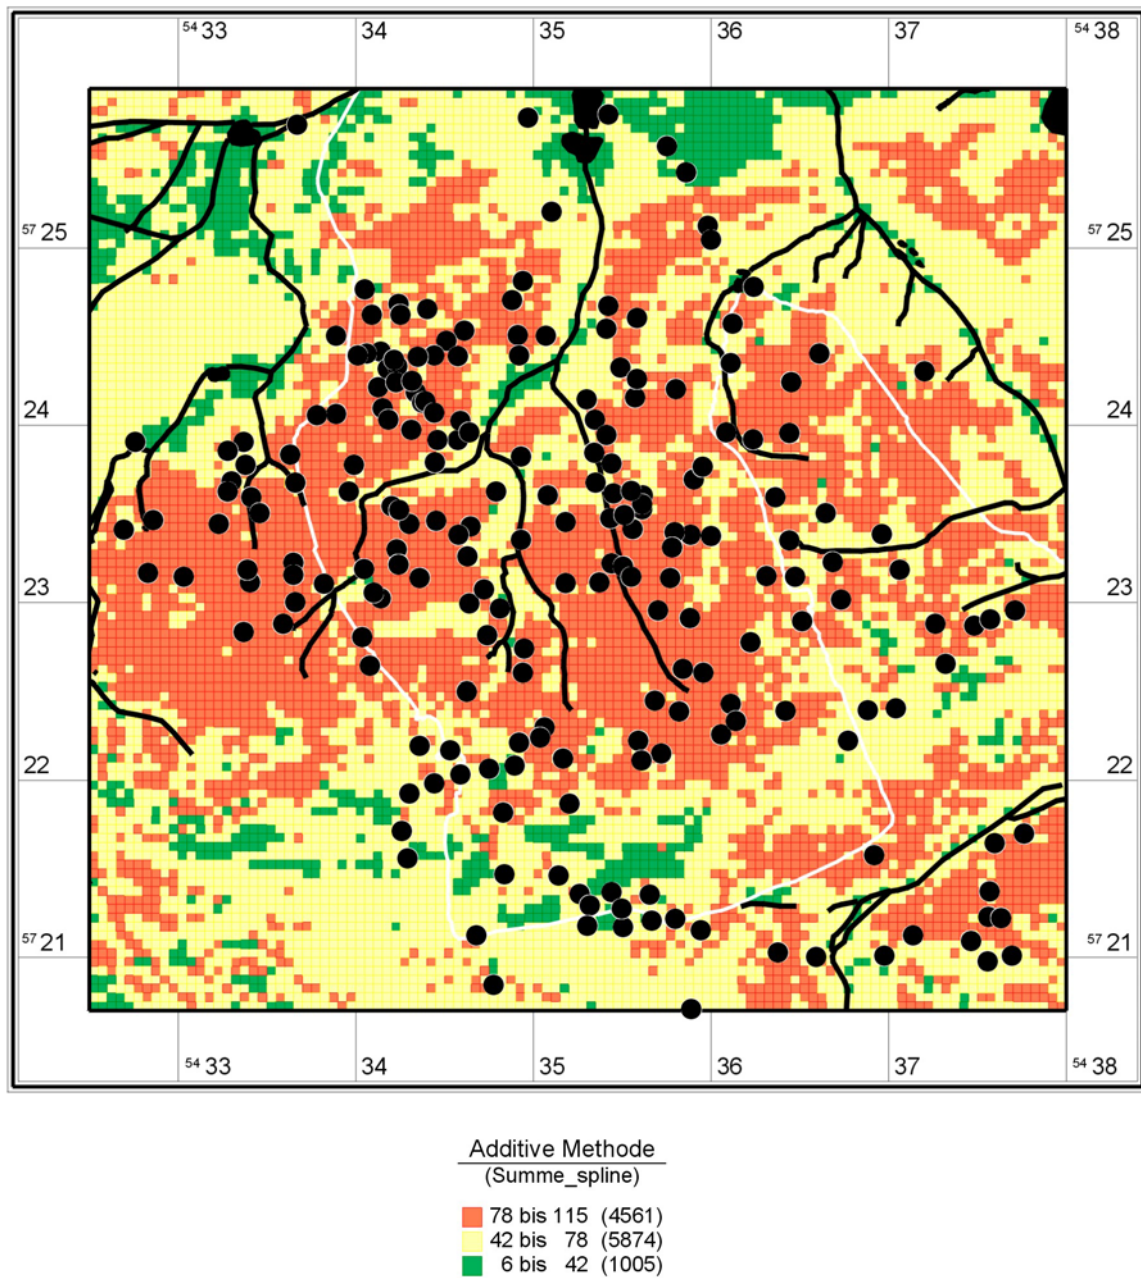 54 33 34 35 36 37 54 38
57 25 57 25
24 24
23 23
22 22
57 21 57 21
54 33 34 35 36 37 54 38
Additive Methode
(Summe_spline)
78 bis 115 (4561)
42 bis 78 (5874)
6 bis 42 (1005)